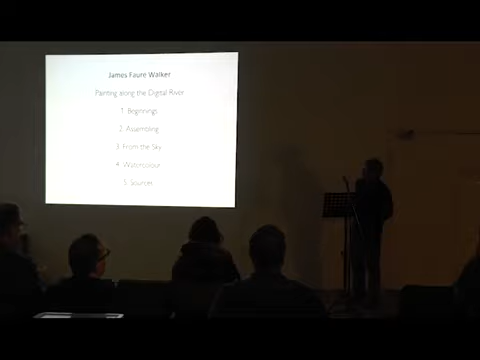 James Faure Walker
Painting along the Digital River
1 Beginnings
2 Assembling
3 From the Sky
4 Watercolour
5 Sources